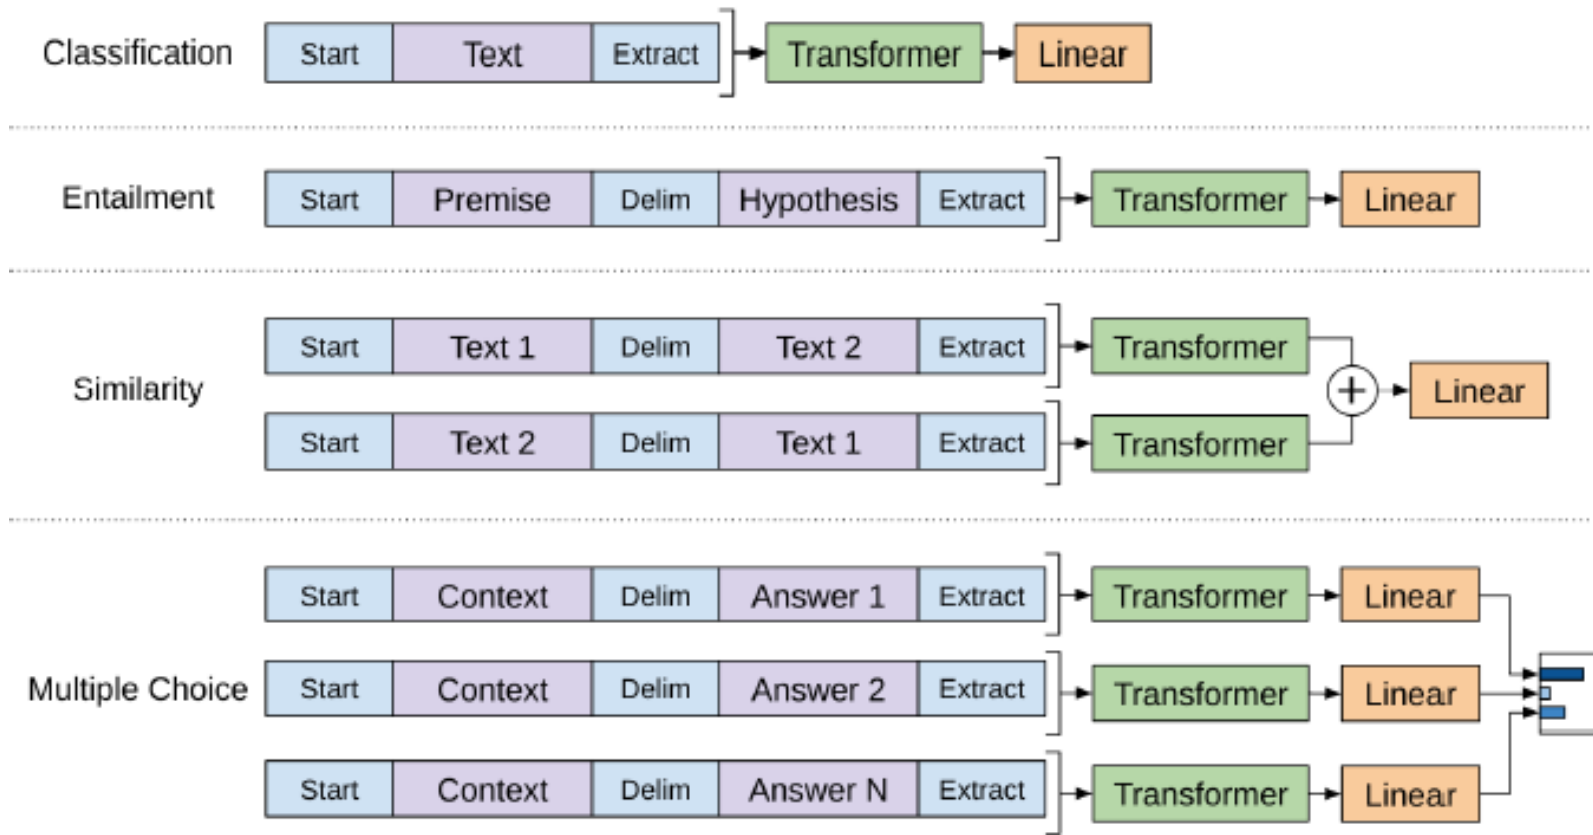 Classification Start Text Extract Transformer Linear
Entailment Start Premise Delim Hypothesis Extract Transformer Linear
Start Text 1 Delim Text 2 Extract Transformer
Similarity + Linear
Start Text 2 Delim Text 1 Extract Transformer
Start Context Delim Answer 1 Extract Transformer Linear
Multiple Choice Start Context Delim Answer 2 Extract Transformer Linear
Start Context Delim Answer N Extract Transformer Linear